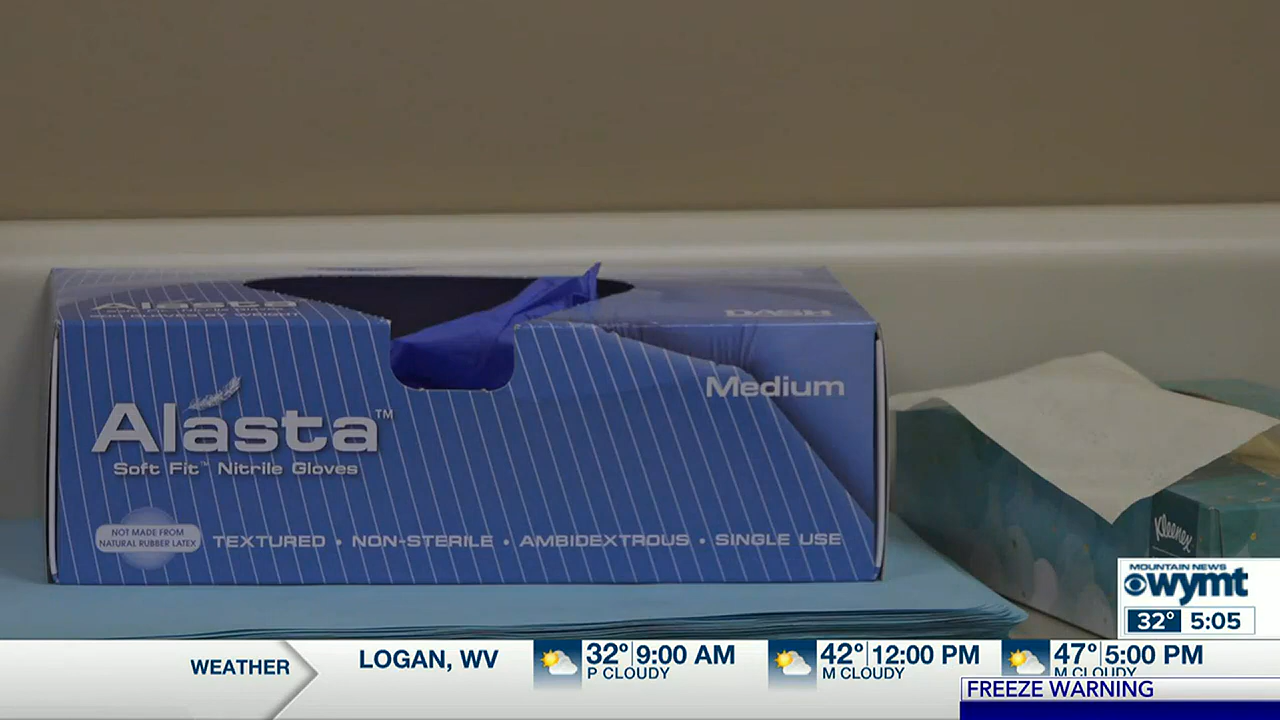 Alasta
DASH
Medium
Alasta™
Soft Fit™ Nitrile Gloves
NOT MADE FROM
NATURAL RUBBER LATEX
TEXTURED • NON-STERILE • AMBIDEXTROUS • SINGLE USE
Kleenex
MOUNTAIN NEWS
wymt
32° 5:05
WEATHER
LOGAN, WV
32° 9:00 AM
P CLOUDY
42° 12:00 PM
M CLOUDY
47° 5:00 PM
M CLOUDY
FREEZE WARNING